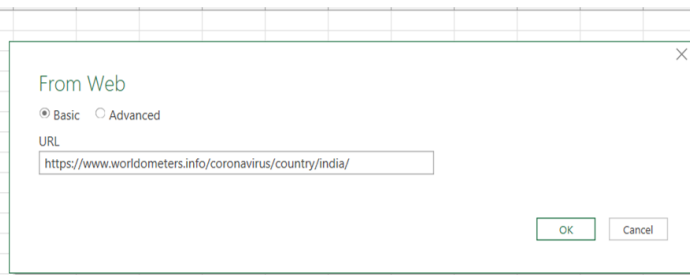 From Web
Basic Advanced
URL
https://www.worldometers.info/coronavirus/country/india/
OK Cancel